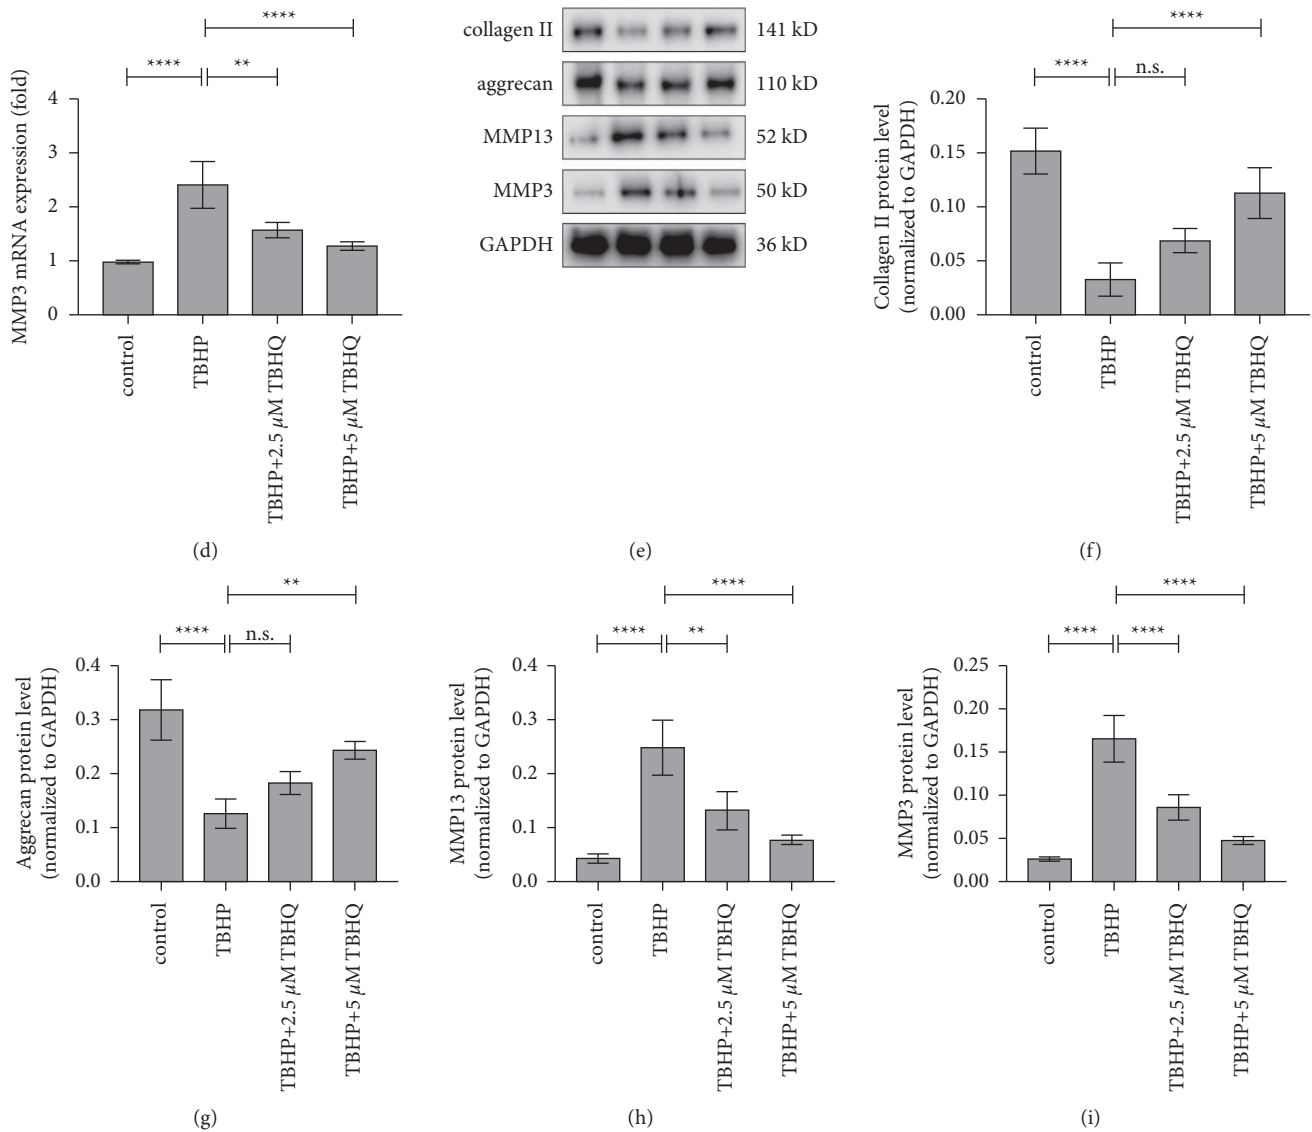 ****
**** **
MMP3 mRNA expression (fold)
4
3
2
1
0
control
TBHP
TBHP+2.5 μM TBHQ
TBHP+5 μM TBHQ
(d)
collagen II 141 kD
aggrecan 110 kD
MMP13 52 kD
MMP3 50 kD
GAPDH 36 kD
(e)
****
**** n.s.
Collagen II protein level
(normalized to GAPDH)
0.20
0.15
0.10
0.05
0.00
control
TBHP
TBHP+2.5 μM TBHQ
TBHP+5 μM TBHQ
(f)
**
**** n.s.
Aggrecan protein level
(normalized to GAPDH)
0.4
0.3
0.2
0.1
0.0
control
TBHP
TBHP+2.5 μM TBHQ
TBHP+5 μM TBHQ
(g)
****
**** **
MMP13 protein level
(normalized to GAPDH)
0.4
0.3
0.2
0.1
0.0
control
TBHP
TBHP+2.5 μM TBHQ
TBHP+5 μM TBHQ
(h)
****
**** ****
MMP3 protein level
(normalized to GAPDH)
0.25
0.20
0.15
0.10
0.05
0.00
control
TBHP
TBHP+2.5 μM TBHQ
TBHP+5 μM TBHQ
(i)